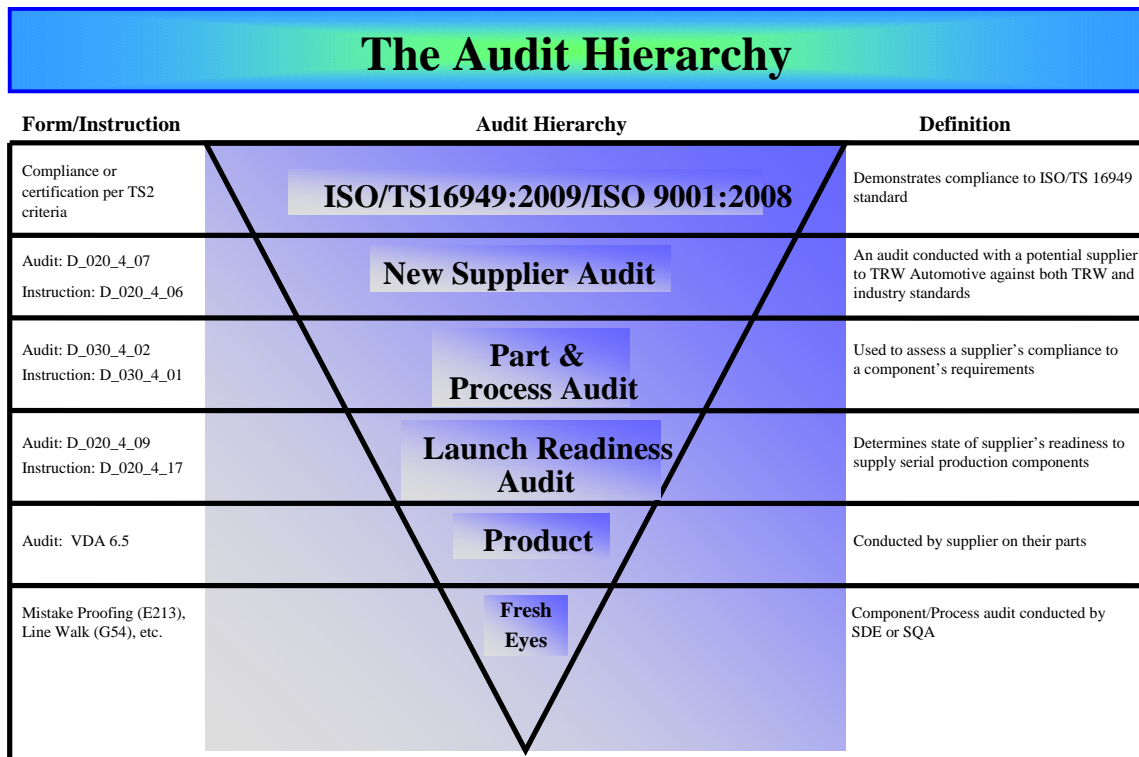 The Audit Hierarchy
Form/Instruction
Audit Hierarchy
Definition
Compliance or
certification per TS2
criteria
ISO/TS16949:2009/ISO 9001:2008
Demonstrates compliance to ISO/TS 16949
standard
Audit: D_020_4_07
Instruction: D_020_4_06
New Supplier Audit
An audit conducted with a potential supplier
to TRW Automotive against both TRW and
industry standards
Audit: D_030_4_02
Instruction: D_030_4_01
Part &
Process Audit
Used to assess a supplier’s compliance to
a component’s requirements
Audit: D_020_4_09
Instruction: D_020_4_17
Launch Readiness
Audit
Determines state of supplier’s readiness to
supply serial production components
Audit: VDA 6.5
Product
Conducted by supplier on their parts
Mistake Proofing (E213),
Line Walk (G54), etc.
Fresh
Eyes
Component/Process audit conducted by
SDE or SQA